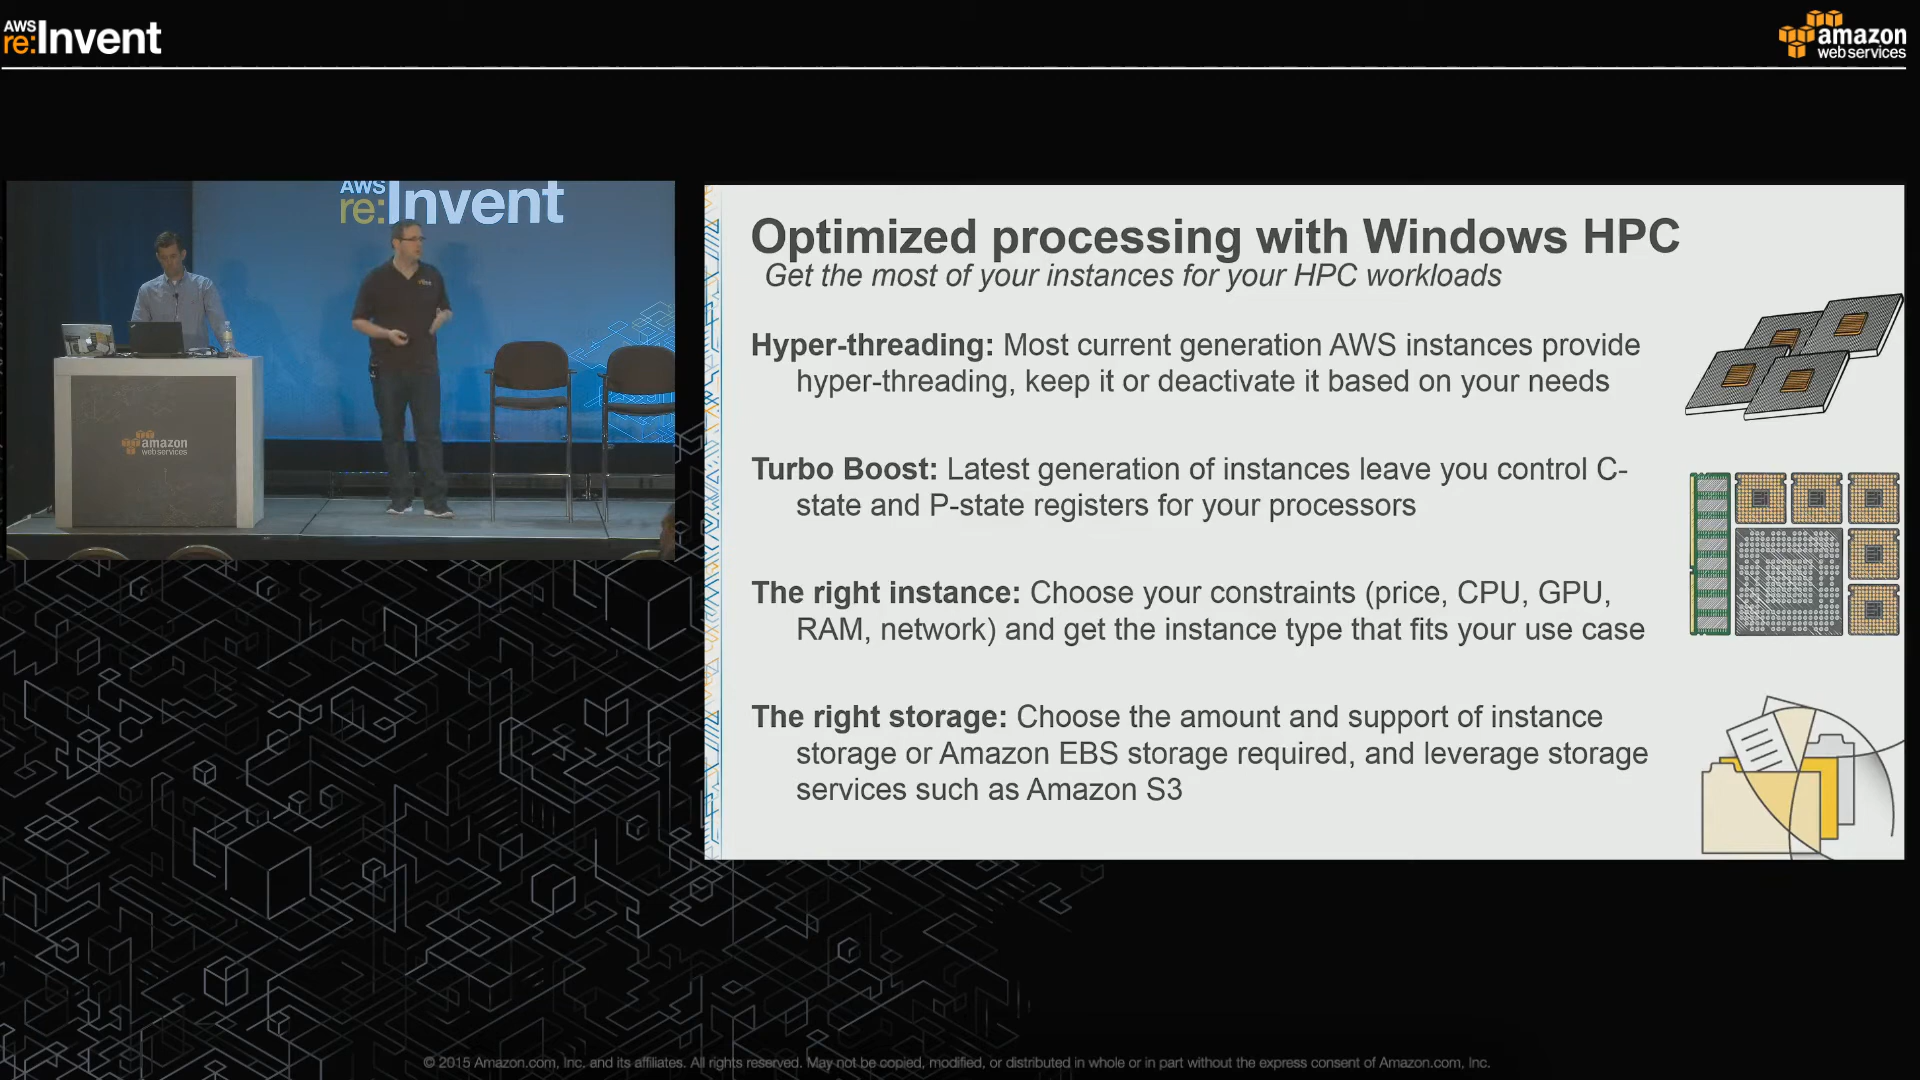 AWS
re:Invent
amazon
web services
AWS
re:Invent
amazon
web services
Optimized processing with Windows HPC
Get the most of your instances for your HPC workloads
Hyper-threading: Most current generation AWS instances provide
hyper-threading, keep it or deactivate it based on your needs
Turbo Boost: Latest generation of instances leave you control C-
state and P-state registers for your processors
The right instance: Choose your constraints (price, CPU, GPU,
RAM, network) and get the instance type that fits your use case
The right storage: Choose the amount and support of instance
storage or Amazon EBS storage required, and leverage storage
services such as Amazon S3
© 2015 Amazon.com, Inc. and its affiliates. All rights reserved. May not be copied, modified, or distributed in whole or in part without the express consent of Amazon.com, Inc.